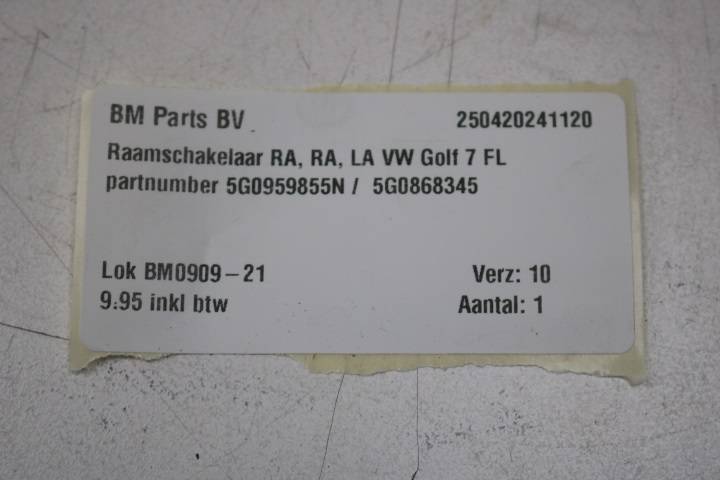 BM Parts BV 250420241120
Raamschakelaar RA, RA, LA VW Golf 7 FL
partnumber 5G0959855N / 5G0868345
Lok BM0909-21 Verz: 10
9.95 inkl btw Aantal: 1